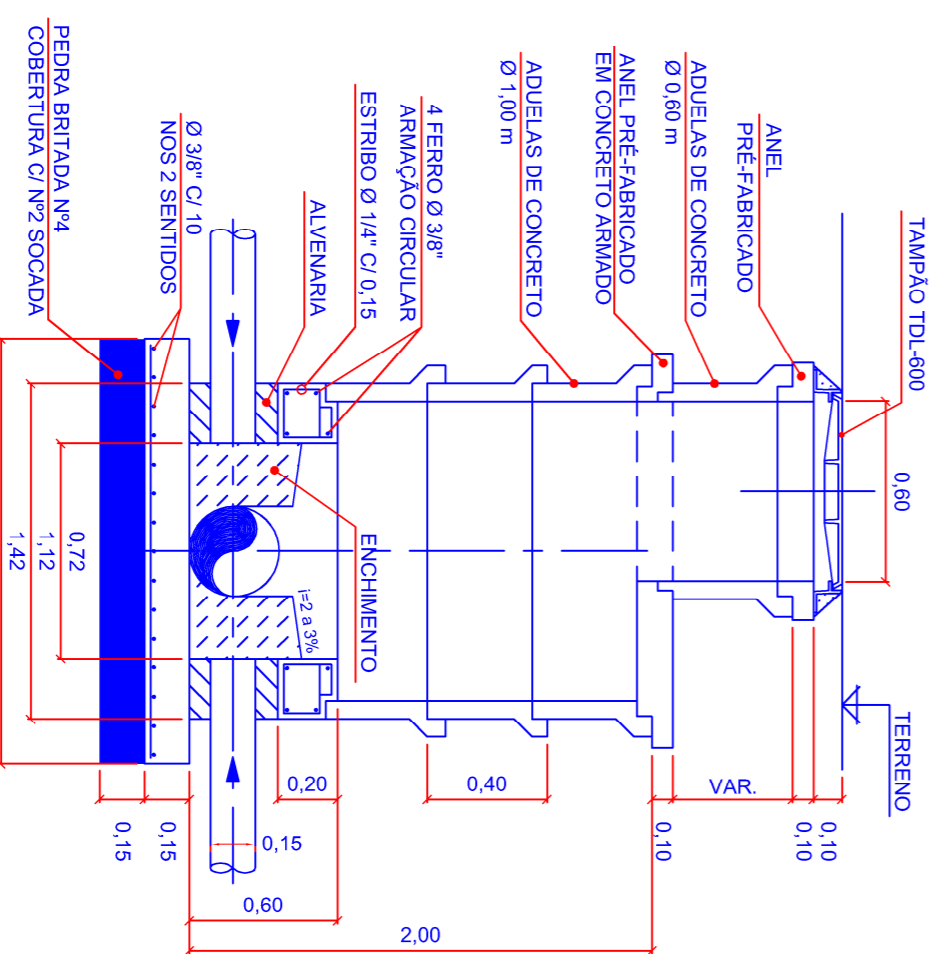 TAMPÃO TDL-600
TERRENO
ANEL
PRÉ-FABRICADO
ADUELAS DE CONCRETO
Ø 0,60 m
ANEL PRÉ-FABRICADO
EM CONCRETO ARMADO
ADUELAS DE CONCRETO
Ø 1,00 m
4 FERRO Ø 3/8"
ARMAÇÃO CIRCULAR
ESTRIBO Ø 1/4" C/ 0,15
ALVENARIA
Ø 3/8" C/ 10
NOS 2 SENTIDOS
PEDRA BRITADA Nº4
COBERTURA C/ Nº2 SOCADA
ENCHIMENTO
i=2 a 3%
0,60
0,72
1,12
1,42
0,10
0,10
VAR.
0,10
0,40
0,20
0,15
0,15
0,15
0,60
2,00